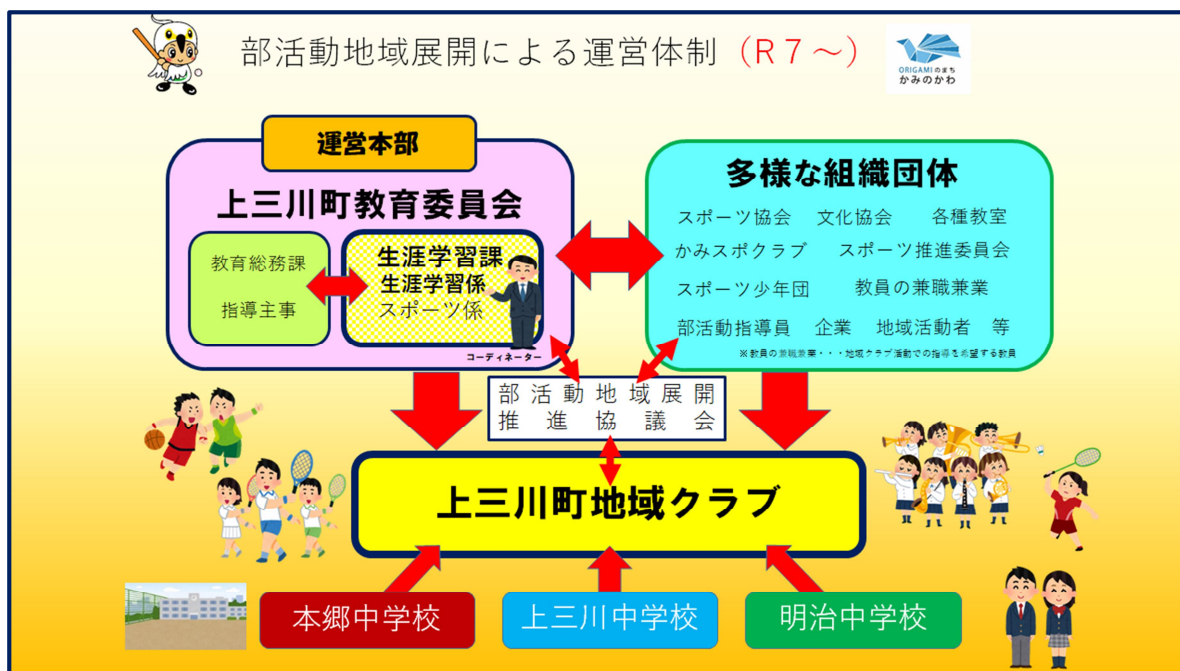 部活動地域展開による運営体制（R７～）
ORIGAMIのまち
かみのかわ
運営本部
上三川町教育委員会
教育総務課
指導主事
生涯学習課
生涯学習係
スポーツ係
コーディネーター
多様な組織団体
スポーツ協会　文化協会　各種教室
かみスポクラブ　スポーツ推進委員会
スポーツ少年団　教員の兼職兼業
部活動指導員　企業　地域活動者　等
※教員の兼職兼業・・・地域クラブ活動での指導を希望する教員
部活動地域展開
推進協議会
上三川町地域クラブ
本郷中学校
上三川中学校
明治中学校